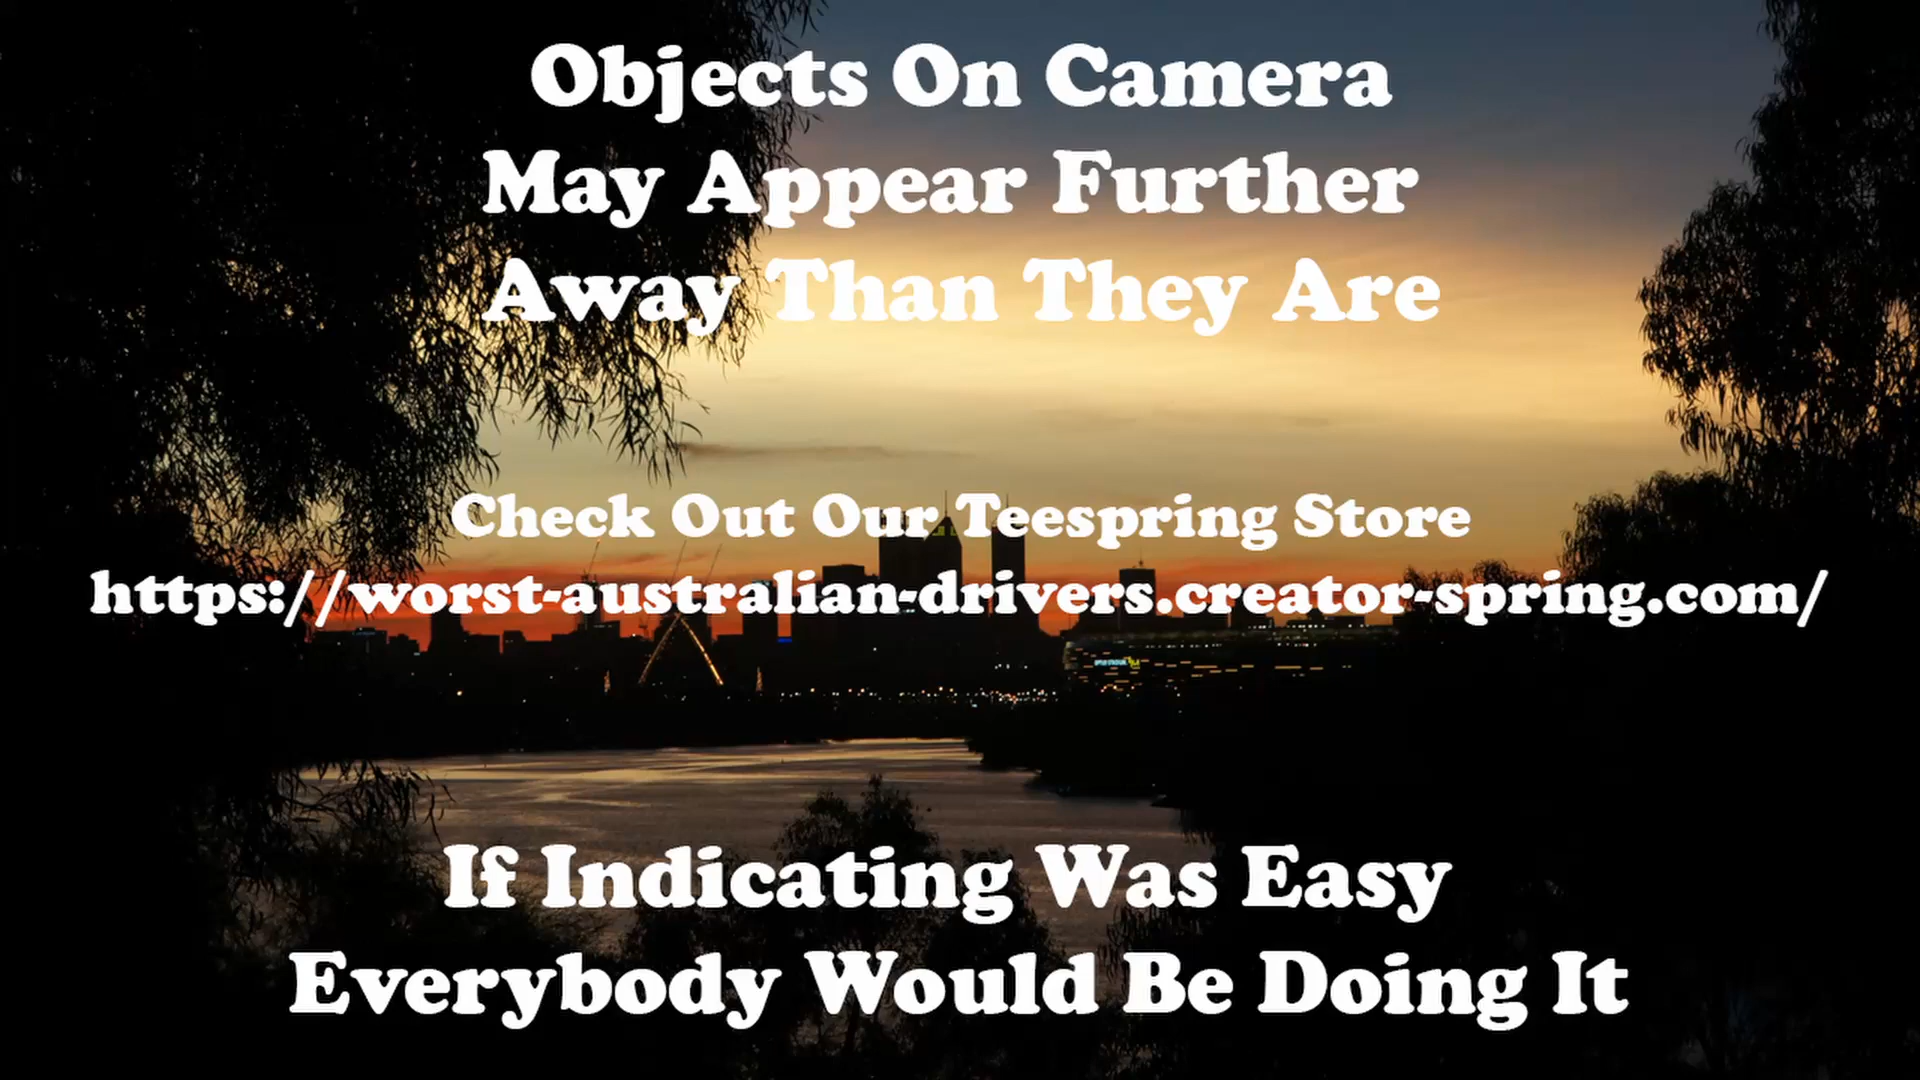 Objects On Camera
May Appear Further
Away Than They Are
Check Out Our Teespring Store
https://worst-australian-drivers.creator-spring.com/
If Indicating Was Easy
Everybody Would Be Doing It